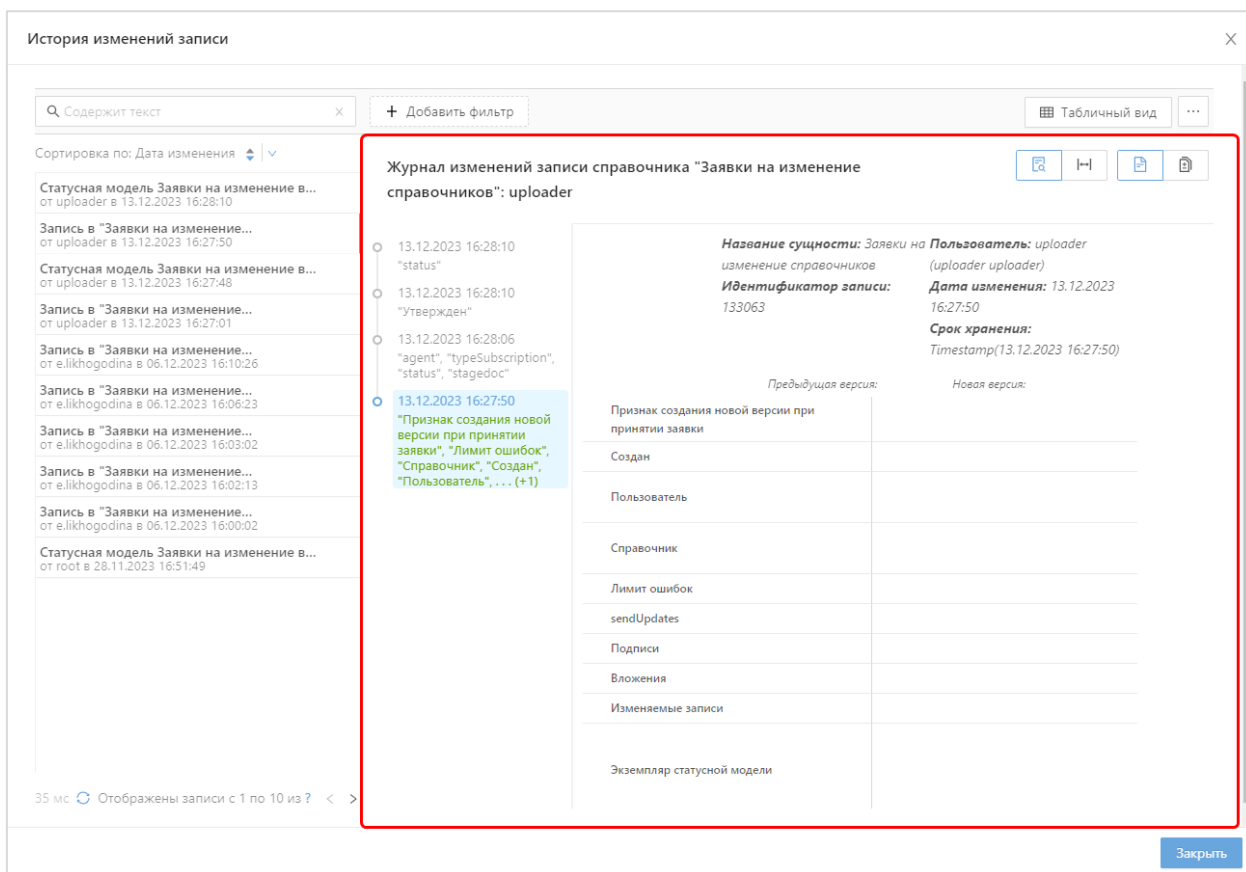 История изменений записи
Содержит текст
+ Добавить фильтр
Табличный вид
...
Сортировка по: Дата изменения
Статусная модель Заявки на изменение в...
от uploader в 13.12.2023 16:28:10
Запись в "Заявки на изменение...
от uploader в 13.12.2023 16:27:50
Статусная модель Заявки на изменение в...
от uploader в 13.12.2023 16:27:48
Запись в "Заявки на изменение...
от uploader в 13.12.2023 16:27:01
Запись в "Заявки на изменение...
от e.likhogodina в 06.12.2023 16:10:26
Запись в "Заявки на изменение...
от e.likhogodina в 06.12.2023 16:06:23
Запись в "Заявки на изменение...
от e.likhogodina в 06.12.2023 16:03:02
Запись в "Заявки на изменение...
от e.likhogodina в 06.12.2023 16:02:13
Запись в "Заявки на изменение...
от e.likhogodina в 06.12.2023 16:00:02
Статусная модель Заявки на изменение в...
от root в 28.11.2023 16:51:49
35 мс Отображены записи с 1 по 10 из ? < >
Журнал изменений записи справочника "Заявки на изменение
справочников": uploader
13.12.2023 16:28:10
"status"
13.12.2023 16:28:10
"Утвержден"
13.12.2023 16:28:06
"agent", "typeSubscription",
"status", "stagedoc"
13.12.2023 16:27:50
"Признак создания новой
версии при принятии
заявки", "Лимит ошибок",
"Справочник", "Создан",
"Пользователь", . . . (+1)
Название сущности: Заявки на
изменение справочников
Идентификатор записи:
133063
Пользователь: uploader
(uploader uploader)
Дата изменения: 13.12.2023
16:27:50
Срок хранения:
Timestamp(13.12.2023 16:27:50)
Предыдущая версия:
Новая версия:
Признак создания новой версии при
принятии заявки
Создан
Пользователь
Справочник
Лимит ошибок
sendUpdates
Подписи
Вложения
Изменяемые записи
Экземпляр статусной модели
Закрыть